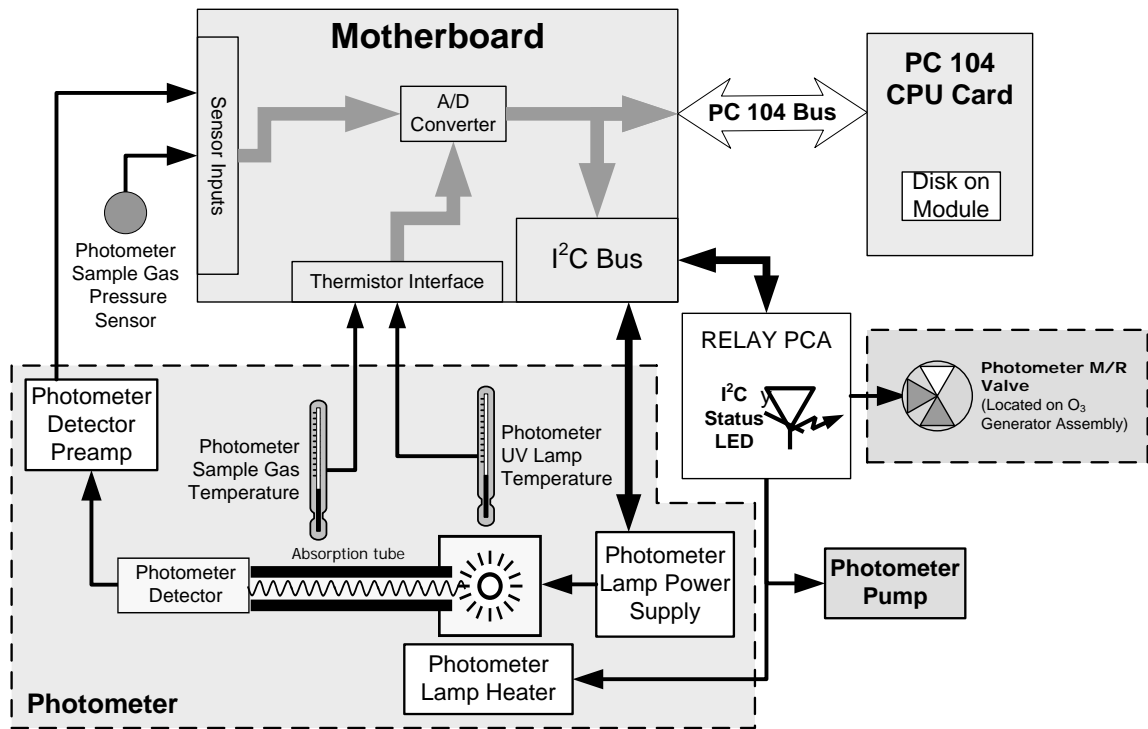 Motherboard
Sensor Inputs
A/D
Converter
PC 104 Bus
PC 104
CPU Card
Disk on
Module
I²C Bus
Thermistor Interface
Photometer
Sample Gas
Pressure
Sensor
RELAY PCA
I²C
y
Status
LED
Photometer M/R
Valve
(Located on O₃
Generator Assembly)
Photometer
Detector
Preamp
Photometer
Sample Gas
Temperature
Photometer
UV Lamp
Temperature
Absorption tube
Photometer
Detector
Photometer
Lamp Power
Supply
Photometer
Pump
Photometer
Lamp Heater
Photometer